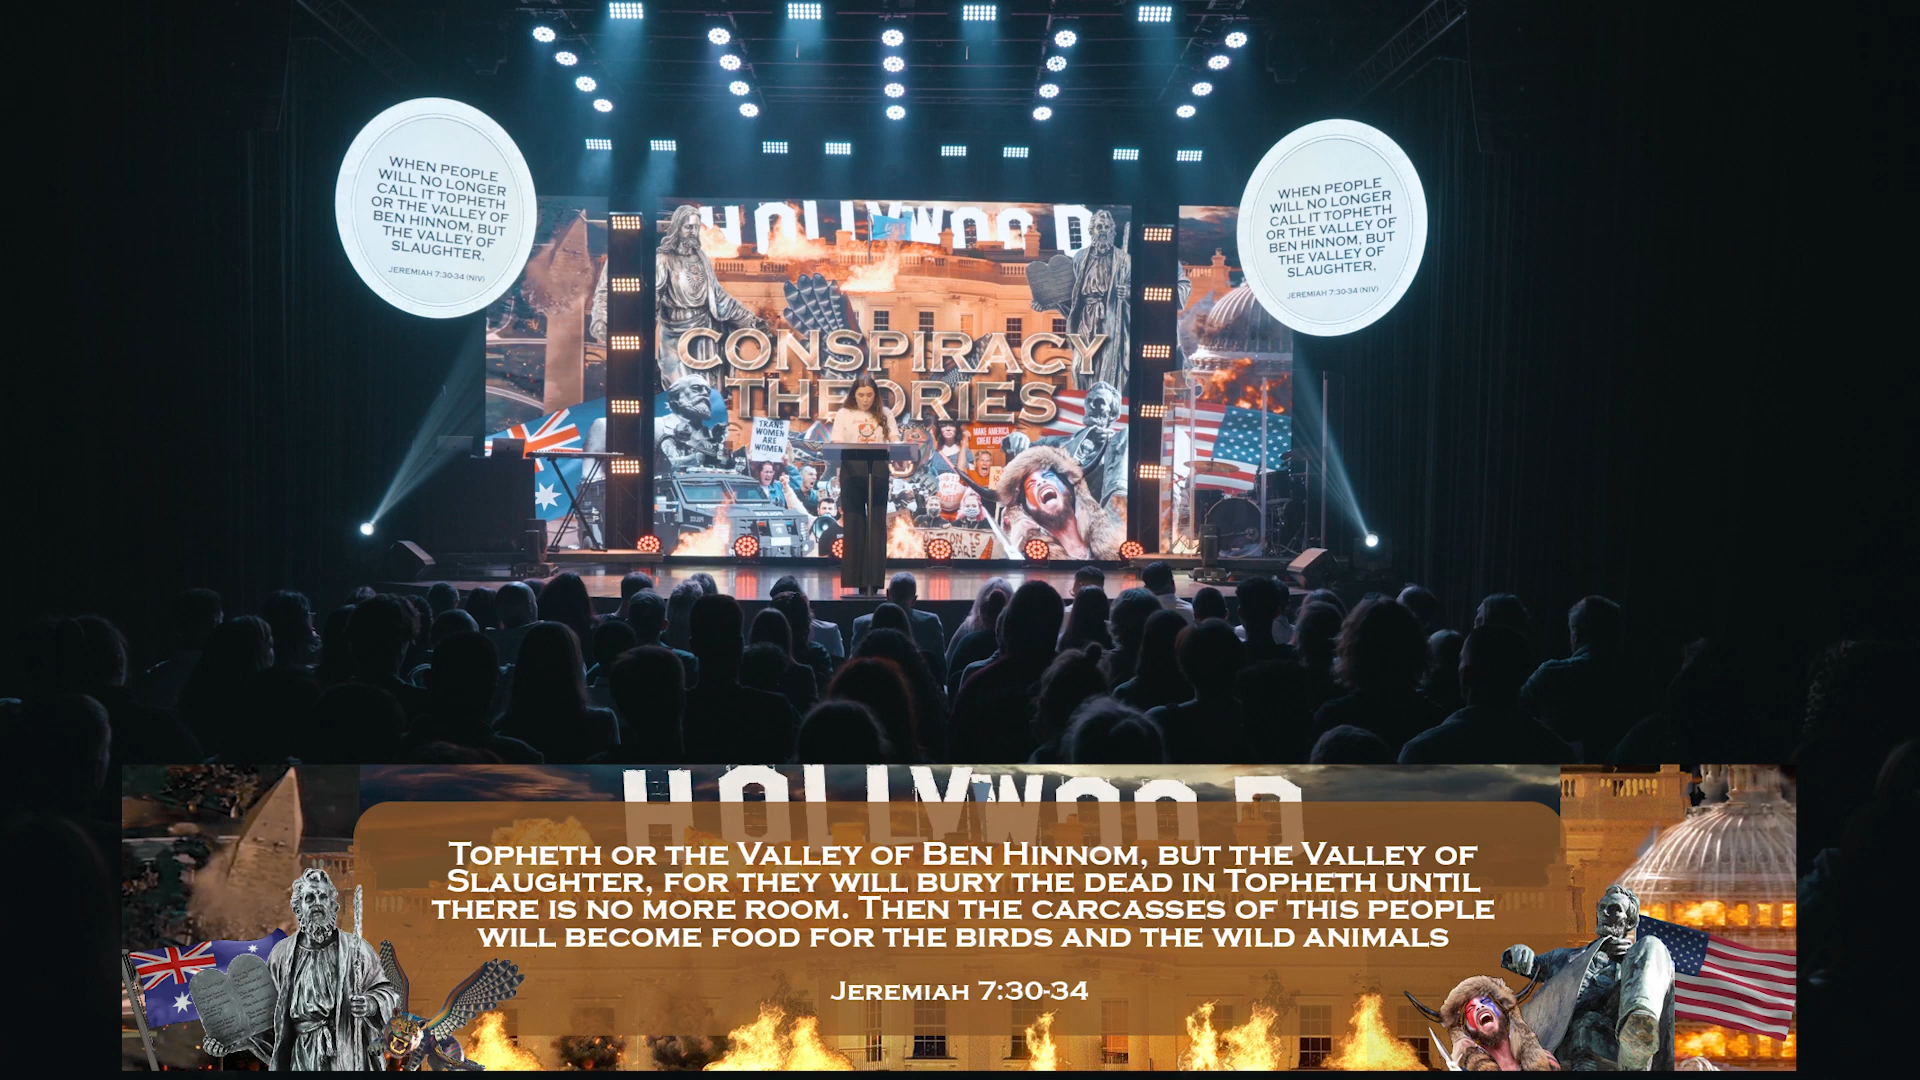 WHEN PEOPLE
WILL NO LONGER
CALL IT TOPHETH
OR THE VALLEY OF
BEN HINNOM, BUT
THE VALLEY OF
SLAUGHTER,
JEREMIAH 7:30-34 (NIV)
WHEN PEOPLE
WILL NO LONGER
CALL IT TOPHETH
OR THE VALLEY OF
BEN HINNOM, BUT
THE VALLEY OF
SLAUGHTER,
JEREMIAH 7:30-34 (NIV)
HOLLYWOOD
CONSPIRACY
THEORIES
TRANS
WOMEN
ARE
WOMEN
MAKE AMERICA
GREAT AGAIN
HOLLYWOOD
Topheth or the Valley of Ben Hinnom, but the Valley of
Slaughter, for they will bury the dead in Topheth until
there is no more room. Then the carcasses of this people
will become food for the birds and the wild animals
Jeremiah 7:30-34